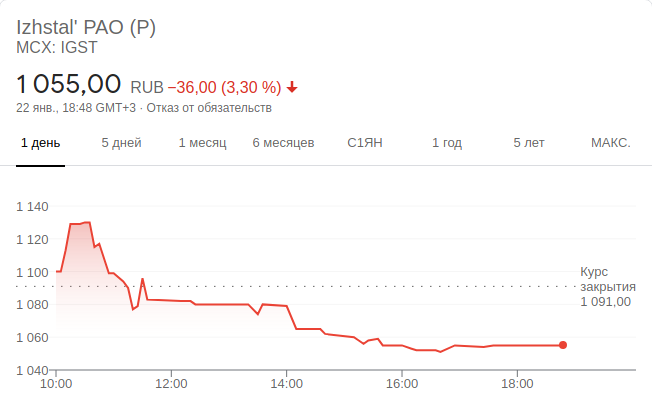 Izhstal' PAO (P)
MCX: IGST
1 055,00 RUB −36,00 (3,30 %)
22 янв., 18:48 GMT+3 · Отказ от обязательств
1 день 5 дней 1 месяц 6 месяцев С1ЯН 1 год 5 лет МАКС.
1 140
1 120
1 100
1 080
1 060
1 040
Курс
закрытия
1 091,00
10:00 12:00 14:00 16:00 18:00